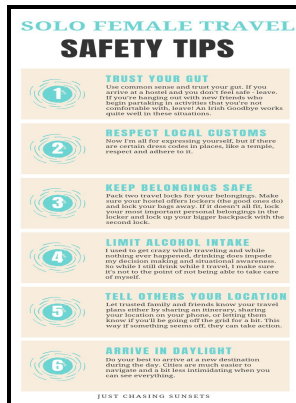 SOLO FEMALE TRAVEL
SAFETY TIPS
1
TRUST YOUR GUT
Use common sense and trust your gut. If you
arrive at a hostel and you don't feel safe - leave.
If you're hanging out with new friends who
begin partaking in activities that you're not
comfortable with, leave! An Irish Goodbye works
quite well in these situations.
2
RESPECT LOCAL CUSTOMS
Now I'm all for expressing yourself, but if there
are certain dress codes in places, like a temple,
respect and adhere to it.
3
KEEP BELONGINGS SAFE
Pack two travel locks for your belongings. Make
sure your hostel offers lockers (the good ones do)
and lock your bags away. If it doesn't all fit, lock
your most important personal belongings in the
locker and lock up your bigger backpack with the
second lock.
4
LIMIT ALCOHOL INTAKE
I used to get crazy while traveling and while
nothing ever happened, drinking does impede
my decision making and situational awareness.
So while I still drink while I travel, I make sure
it's not to the point of not being able to take care
of myself.
5
TELL OTHERS YOUR LOCATION
Let trusted family and friends know your travel
plans either by sharing an itinerary, sharing
your location on your phone, or letting them
know if you'll be going off the grid for a bit. This
way if something seems off, they can take action.
6
ARRIVE IN DAYLIGHT
Do your best to arrive at a new destination
during the day. Cities are much easier to
navigate and a bit less intimidating when you
can see everything.
JUST CHASING SUNSETS